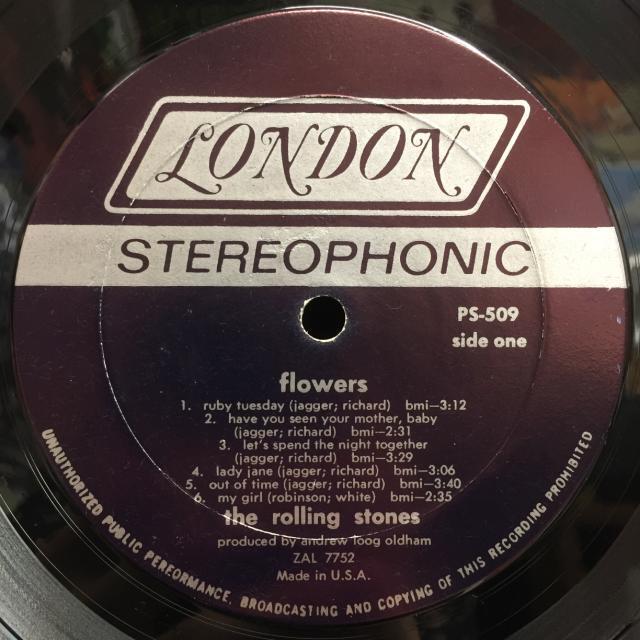 LONDON
STEREOPHONIC
PS-509
side one
flowers
1. ruby tuesday (jagger; richard) bmi—3:12
2. have you seen your mother, baby
(jagger; richard) bmi—2:31
3. let's spend the night together
(jagger; richard) bmi—3:29
4. lady jane (jagger; richard) bmi—3:06
5. out of time (jagger; richard) bmi—3:40
6. my girl (robinson; white) bmi—2:35
the rolling stones
produced by andrew loog oldham
ZAL 7752
Made in U.S.A.
UNAUTHORIZED PUBLIC PERFORMANCE, BROADCASTING AND COPYING OF THIS RECORDING PROHIBITED